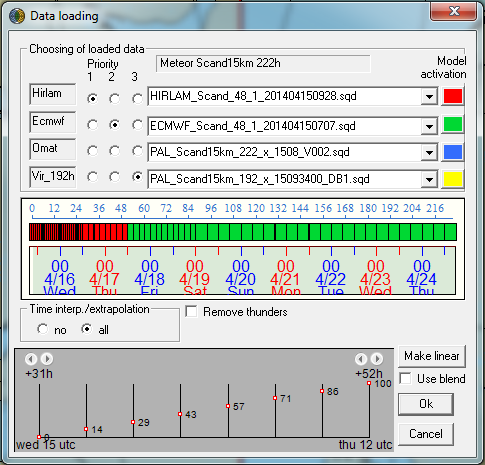 Data loading
Choosing of loaded data
Priority
1 2 3
Meteor Scand15km 222h
Model
activation
Hirlam
HIRLAM_Scand_48_1_201404150928.sqd
Ecmwf
ECMWF_Scand_48_1_201404150707.sqd
Omat
PAL_Scand15km_222_x_1508_V002.sqd
Vir_192h
PAL_Scand15km_192_x_15093400_DB1.sqd
0 12 24 36 48 60 72 84 96 108 120 132 144 156 168 180 192 204 216
00 00 00 00 00 00 00 00 00
4/16 4/17 4/18 4/19 4/20 4/21 4/22 4/23 4/24
Wed Thu Fri Sat Sun Mon Tue Wed Thu
Time interp./extrapolation
no all
Remove thunders
+31h
+52h
0 14 29 43 57 71 86 100
wed 15 utc
thu 12 utc
Make linear
Use blend
Ok
Cancel